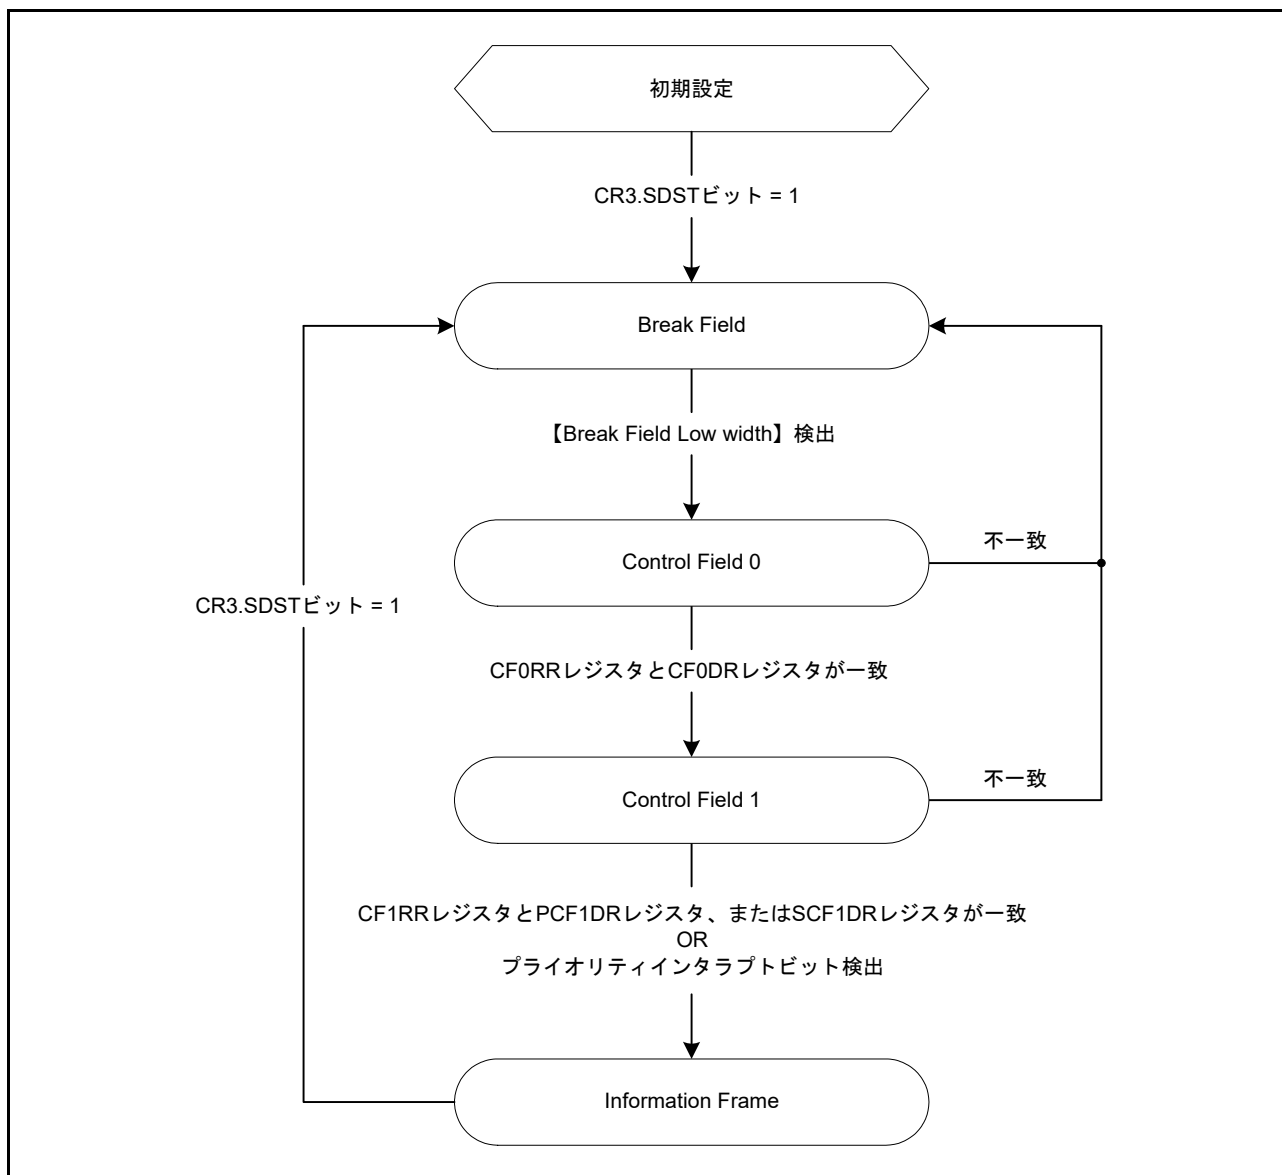 初期設定
CR3.SDSTビット = 1
Break Field
【Break Field Low width】検出
Control Field 0
不一致
CR3.SDSTビット = 1
CF0RRレジスタとCF0DRレジスタが一致
Control Field 1
不一致
CF1RRレジスタとPCF1DRレジスタ、またはSCF1DRレジスタが一致
OR
プライオリティインタラプトビット検出
Information Frame